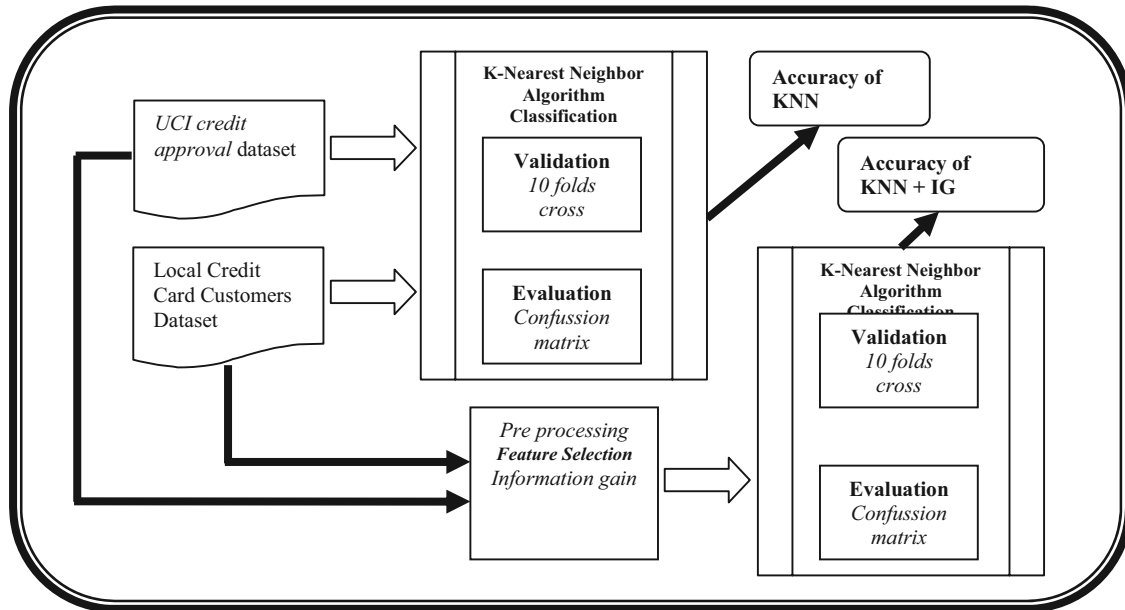 UCI credit
approval dataset
Local Credit
Card Customers
Dataset
K-Nearest Neighbor
Algorithm
Classification
Validation
10 folds
cross
Evaluation
Confussion
matrix
Accuracy of
KNN
Accuracy of
KNN + IG
Pre processing
Feature Selection
Information gain
K-Nearest Neighbor
Algorithm
Classification
Validation
10 folds
cross
Evaluation
Confussion
matrix